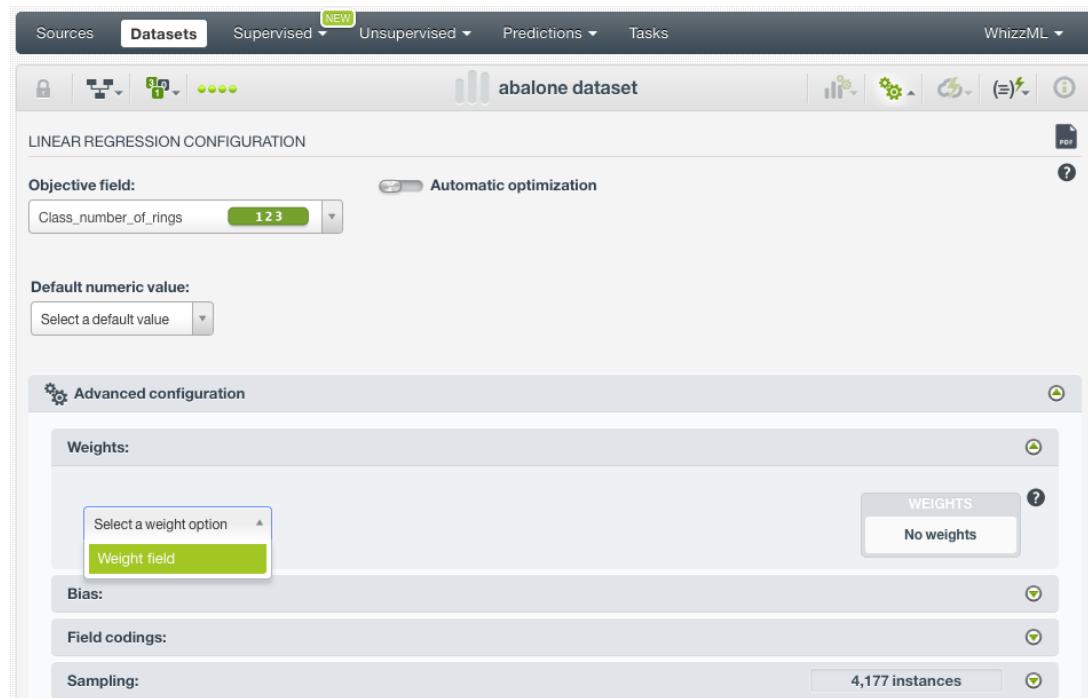 NEW
Sources Datasets Supervised Unsupervised Predictions Tasks WhizzML
abalone dataset
LINEAR REGRESSION CONFIGURATION
PDF
Objective field:
Automatic optimization
Class_number_of_rings 123
Default numeric value:
Select a default value
Advanced configuration
Weights:
Select a weight option
WEIGHTS
No weights
Weight field
Bias:
Field codings:
Sampling: 4,177 instances